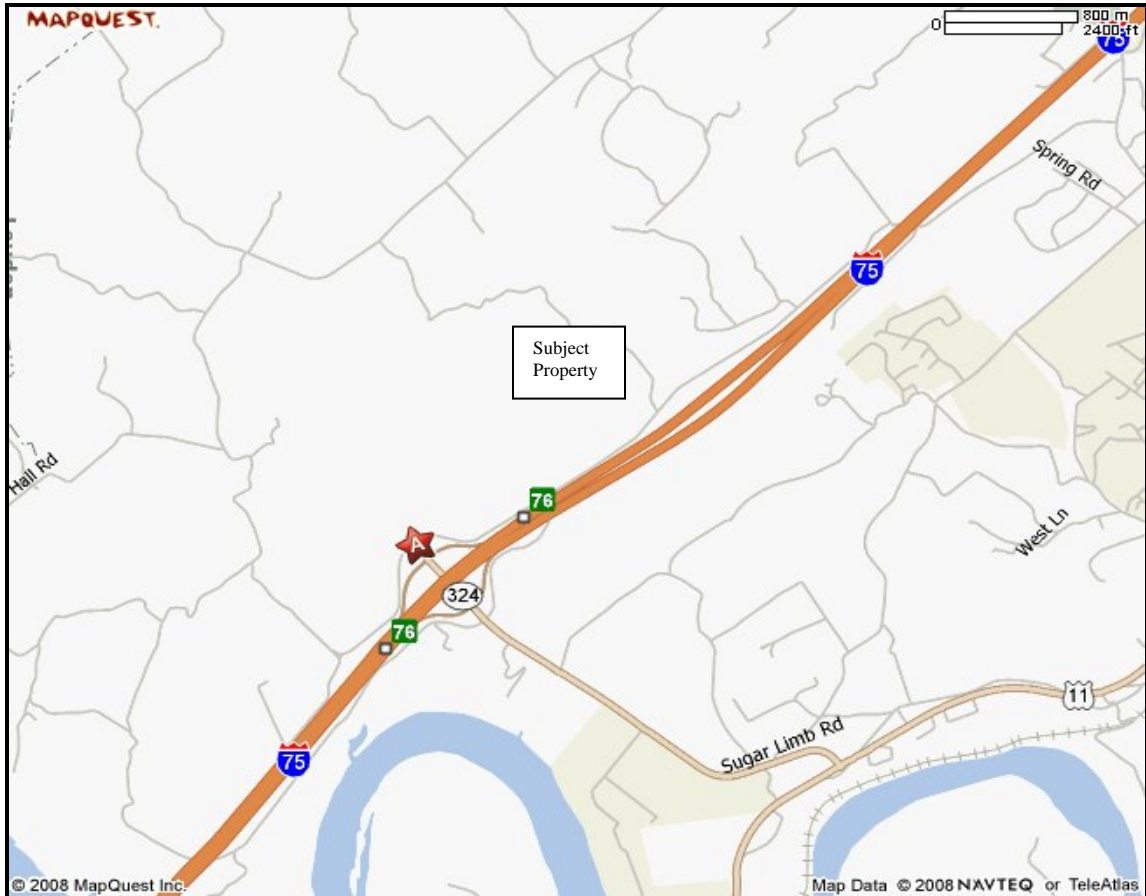 MAPQUEST.
0
800 m
2400 ft
75
Spring Rd
75
Subject
Property
Hall Rd
76
West Ln
A
324
76
11
Sugar Limb Rd
75
© 2008 MapQuest Inc.
Map Data © 2008 NAVTEQ or TeleAtlas